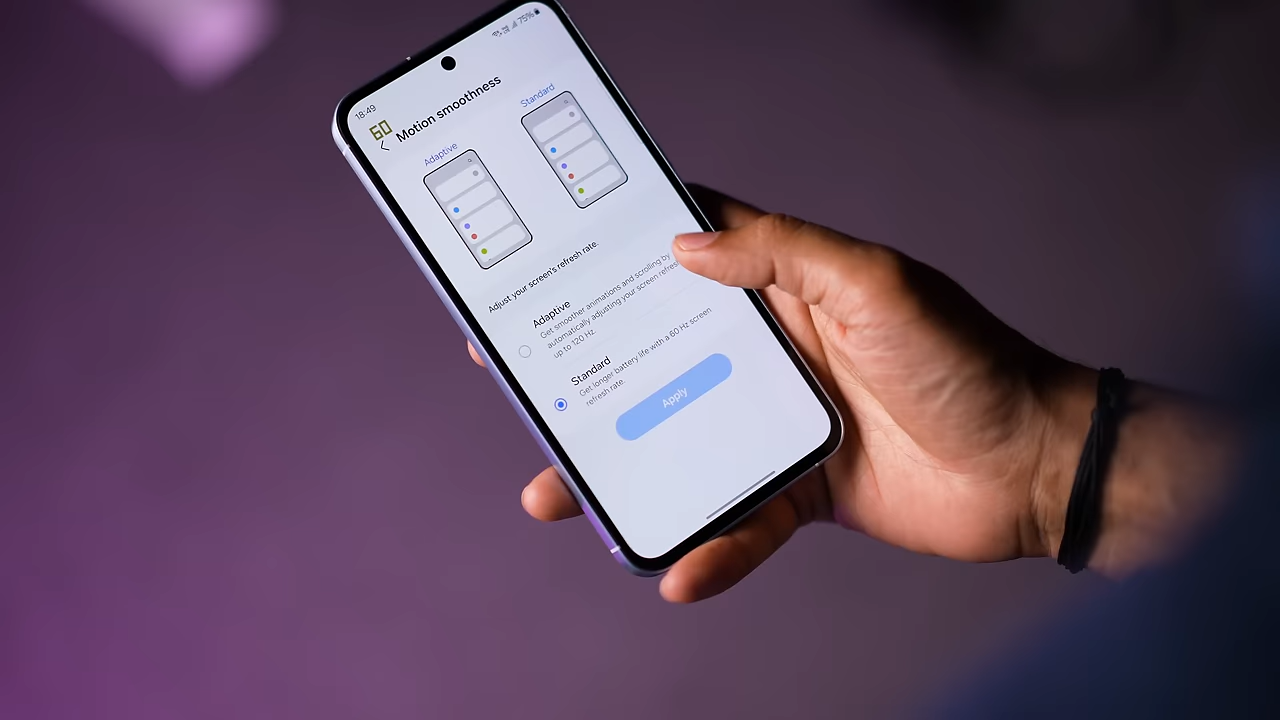 18:49
75%
60
Motion smoothness
Adaptive
Standard
Adjust your screen's refresh rate.
Adaptive
Get smoother animations and scrolling by
automatically adjusting your screen refresh
up to 120 Hz.
Standard
Get longer battery life with a 60 Hz screen
refresh rate.
Apply